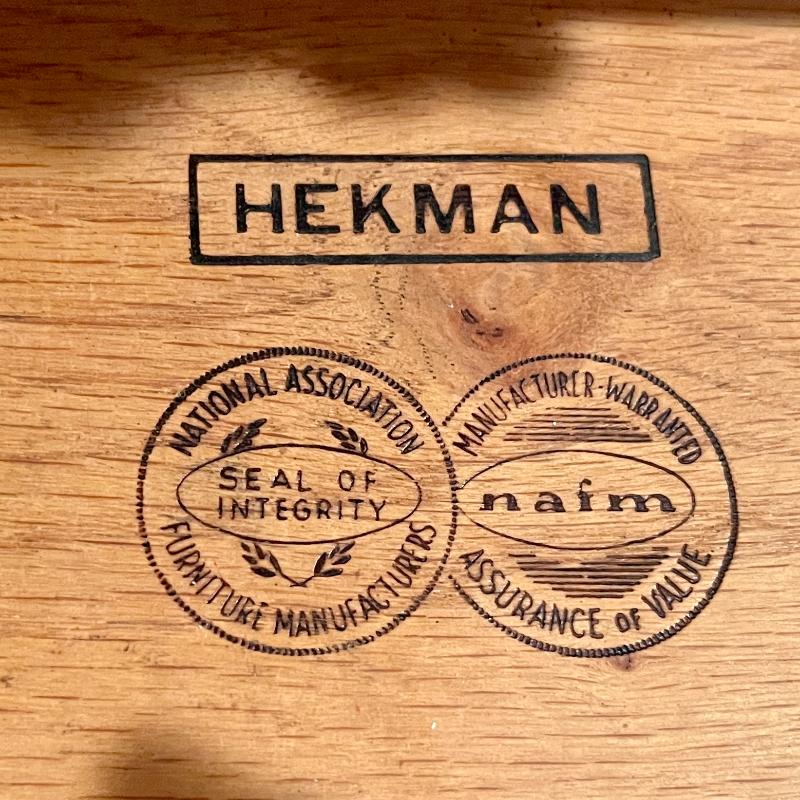 HEKMAN
NATIONAL ASSOCIATION
SEAL OF
INTEGRITY
FURNITURE MANUFACTURERS
MANUFACTURER-WARRANTED
nafm
ASSURANCE OF VALUE